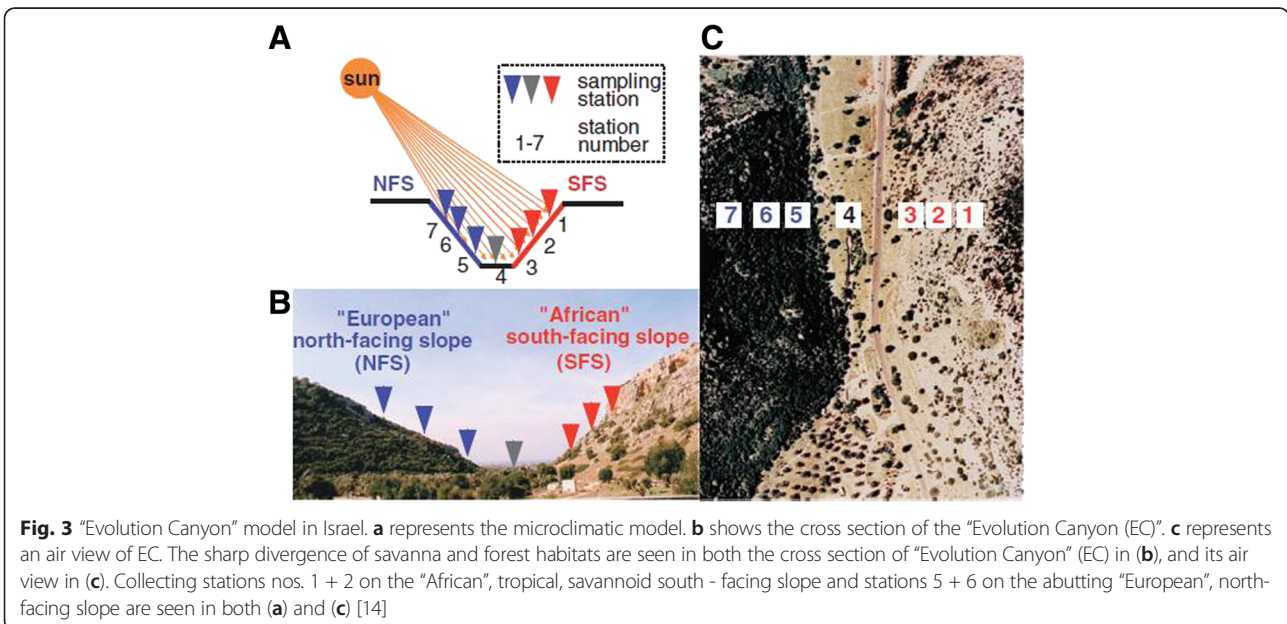 A
sun
sampling
station
1-7
station
number
NFS
SFS
7
6
5
4
3
2
1
B
"European"
north-facing slope
(NFS)
"African"
south-facing slope
(SFS)
C
7
6
5
4
3
2
1
Fig. 3 “Evolution Canyon” model in Israel. a represents the microclimatic model. b shows the cross section of the “Evolution Canyon (EC)”. c represents
an air view of EC. The sharp divergence of savanna and forest habitats are seen in both the cross section of “Evolution Canyon” (EC) in (b), and its air
view in (c). Collecting stations nos. 1 + 2 on the “African”, tropical, savannoid south - facing slope and stations 5 + 6 on the abutting “European”, north-
facing slope are seen in both (a) and (c) [14]